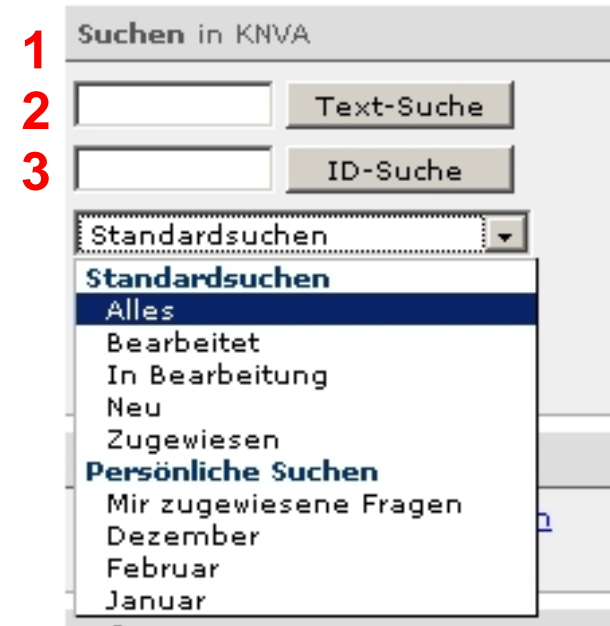 1 Suchen in KNVA
2 Text-Suche
3 ID-Suche
Standardsuchen
Standardsuchen
Alles
Bearbeitet
In Bearbeitung
Neu
Zugewiesen
Persönliche Suchen
Mir zugewiesene Fragen
n
Dezember
Februar
Januar